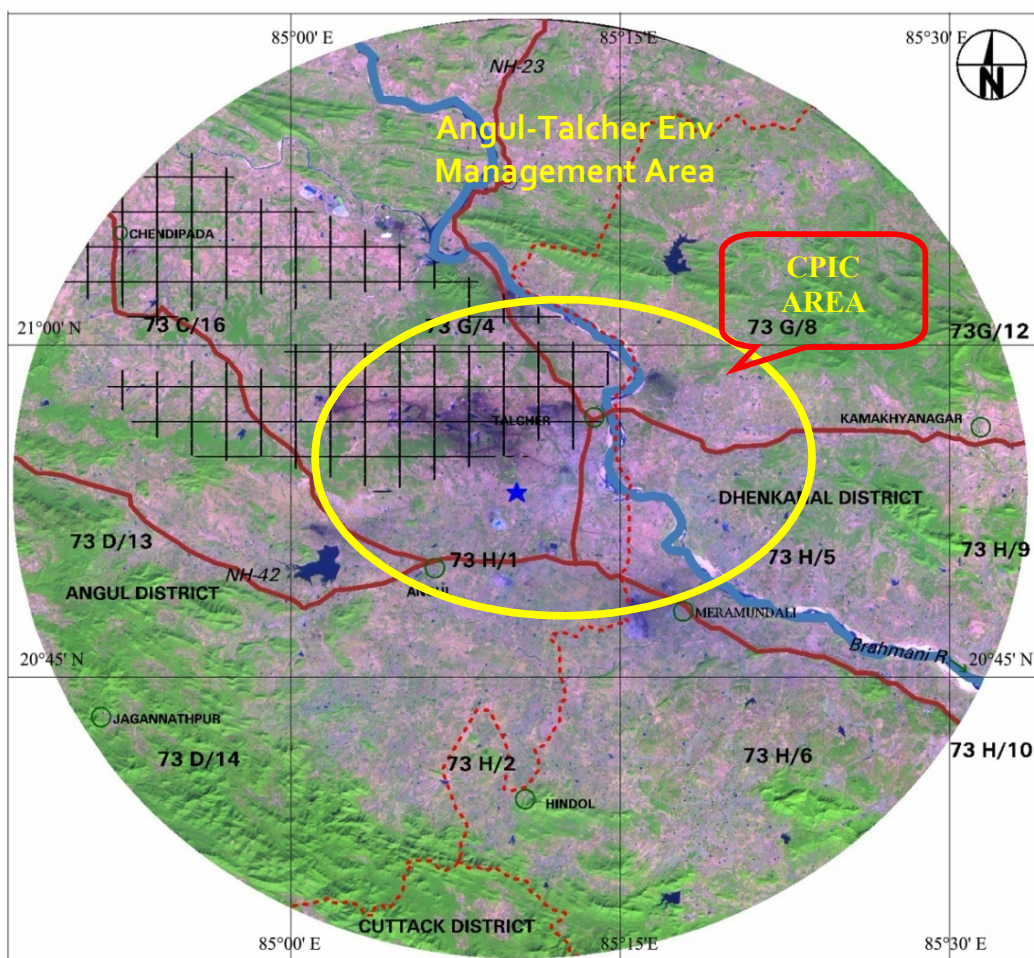 85°00' E
85°15' E
85°30' E
N
NH-23
Angul-Talcher Env
Management Area
CHENDIPADA
CPIC
AREA
73 C/16
73 G/4
73 G/8
73G/12
21°00' N
TALCHER
KAMAKHYANAGAR
DHENKANAL DISTRICT
73 D/13
73 H/1
73 H/5
73 H/9
NH-42
ANGUL DISTRICT
ANGUL
MERAMUNDALI
Brahmani R.
20°45' N
20°45' N
JAGANNATHPUR
73 D/14
73 H/2
73 H/6
73 H/10
HINDOL
CUTTACK DISTRICT
85°00' E
85°15' E
85°30' E